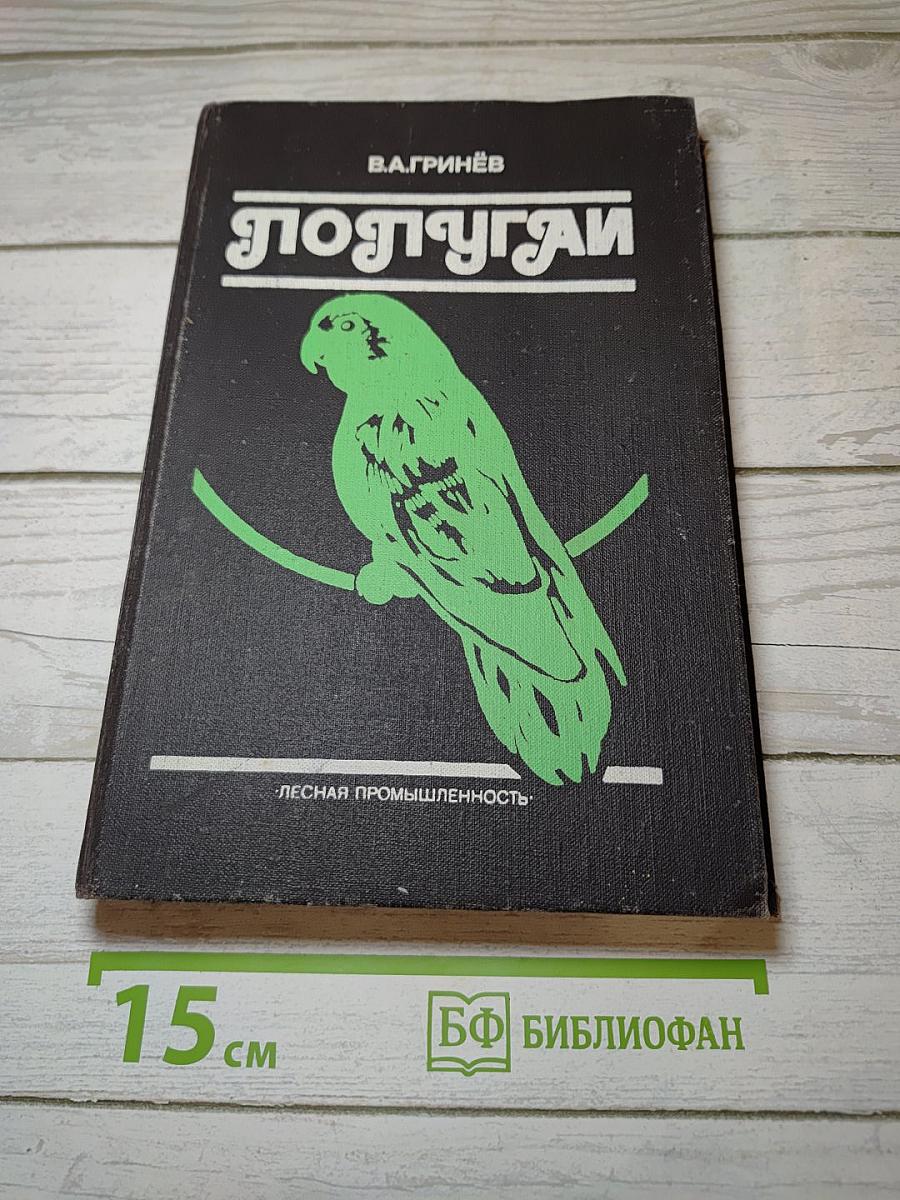 В.А.ГРИНЁВ
ПОПУГАИ
·ЛЕСНАЯ ПРОМЫШЛЕННОСТЬ·
15 см
БФ БИБЛИОФАН